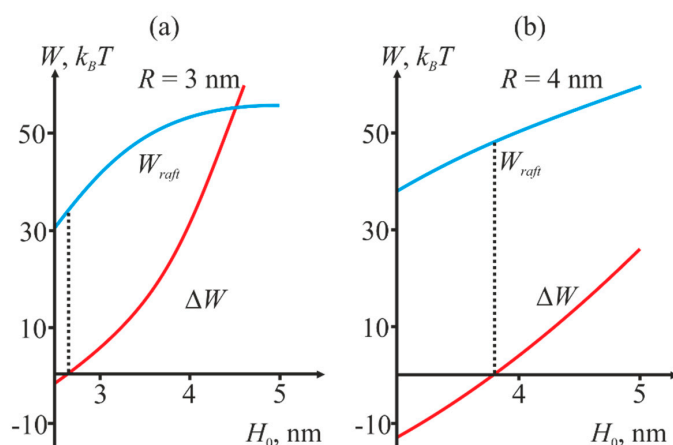 (a)
W, k_BT
R = 3 nm
50
W_raft
30
ΔW
10
3
4
5
-10
H_0, nm
(b)
W, k_BT
R = 4 nm
50
W_raft
30
ΔW
10
4
5
-10
H_0, nm